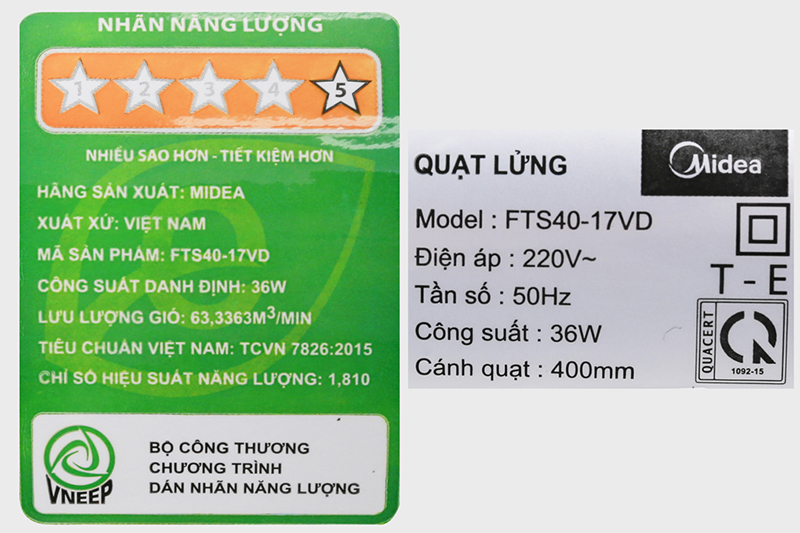 NHÃN NĂNG LƯỢNG
1 2 3 4 5
NHIỀU SAO HƠN - TIẾT KIỆM HƠN
HÃNG SẢN XUẤT: MIDEA
XUẤT XỨ: VIỆT NAM
MÃ SẢN PHẨM: FTS40-17VD
CÔNG SUẤT DANH ĐỊNH: 36W
LƯU LƯỢNG GIÓ: 63,3363M³/MIN
TIÊU CHUẨN VIỆT NAM: TCVN 7826:2015
CHỈ SỐ HIỆU SUẤT NĂNG LƯỢNG: 1,810
VNEEP
BỘ CÔNG THƯƠNG
CHƯƠNG TRÌNH
DÁN NHÃN NĂNG LƯỢNG
QUẠT LỬNG
Midea
Model : FTS40-17VD
Điện áp : 220V~
Tần số : 50Hz
Công suất : 36W
Cánh quạt : 400mm
T - E
QUACERT
1092-15